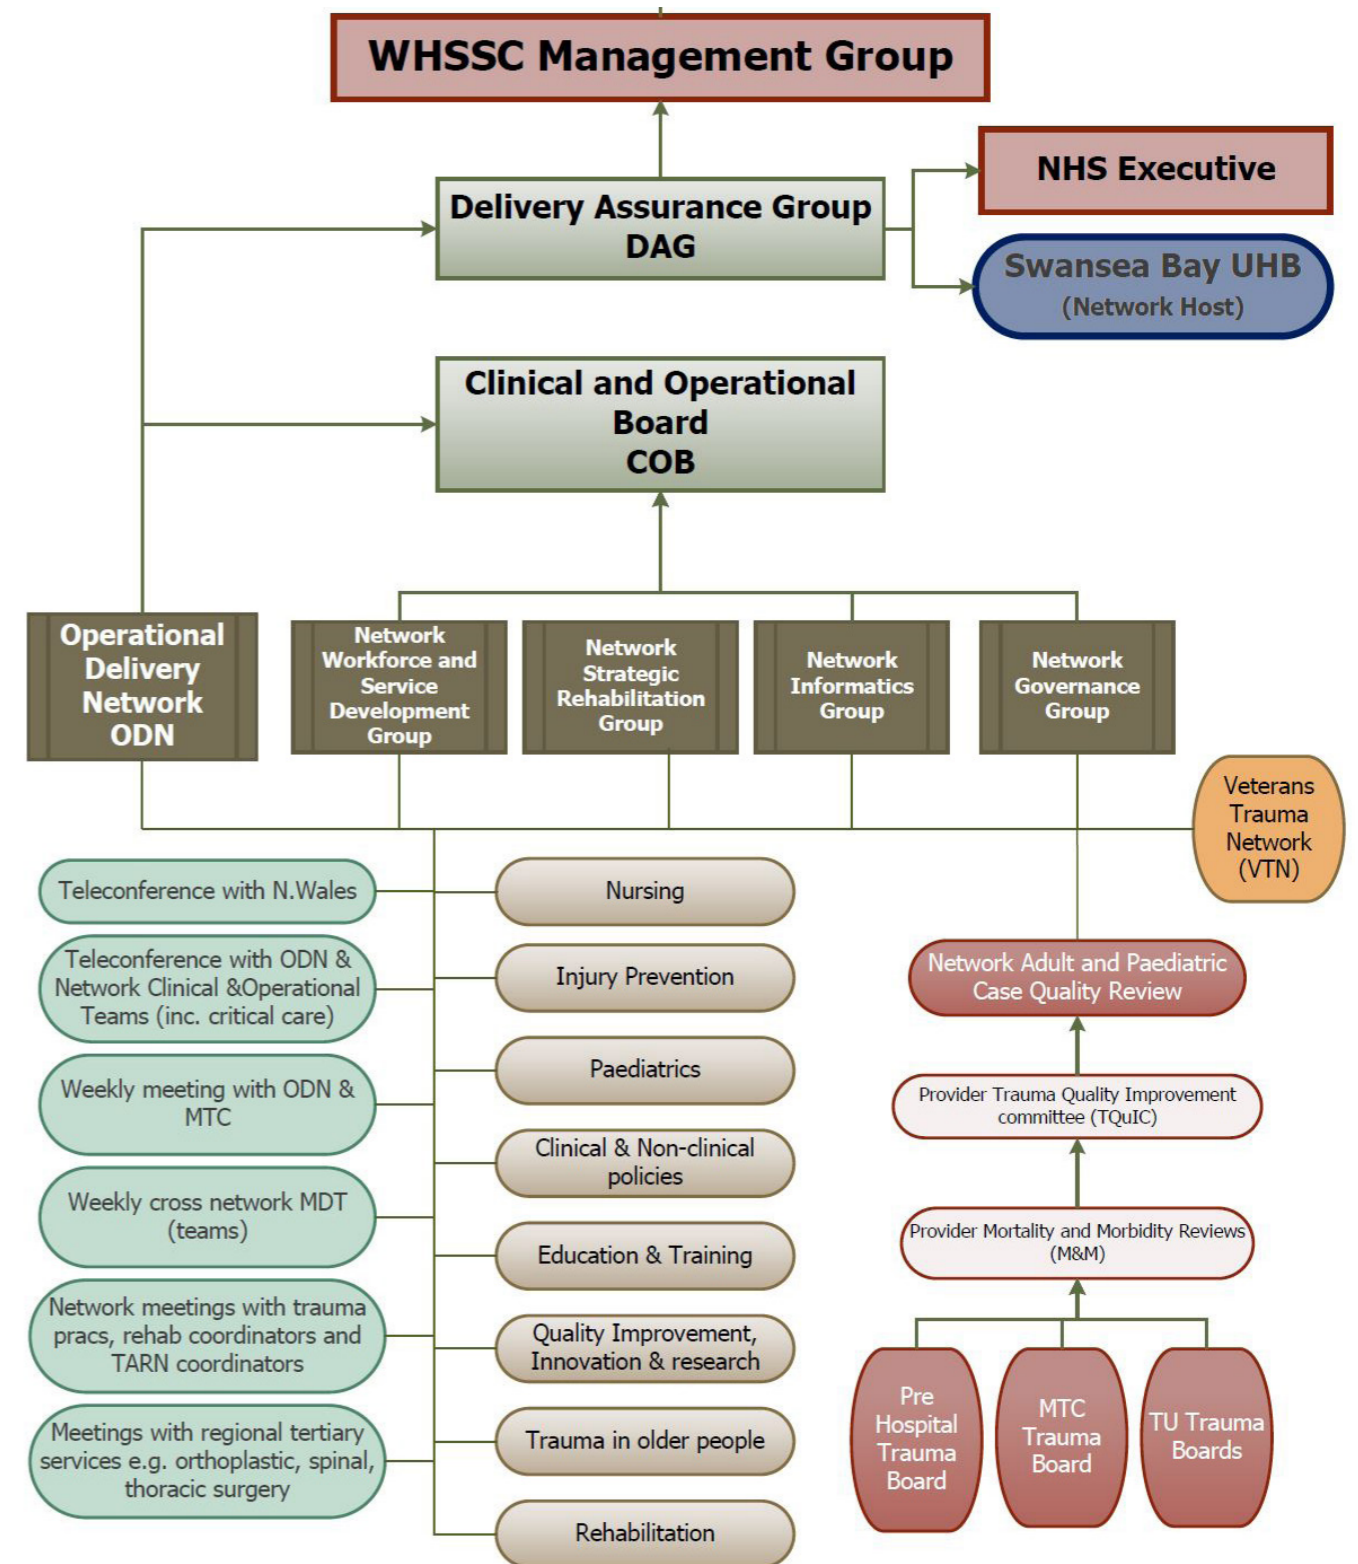 WHSSC Management Group
Delivery Assurance Group
DAG
NHS Executive
Swansea Bay UHB
(Network Host)
Clinical and Operational
Board
COB
Operational
Delivery
Network
ODN
Network
Workforce and
Service
Development
Group
Network
Strategic
Rehabilitation
Group
Network
Informatics
Group
Network
Governance
Group
Veterans
Trauma
Network
(VTN)
Teleconference with N.Wales
Teleconference with ODN &
Network Clinical &Operational
Teams (inc. critical care)
Weekly meeting with ODN &
MTC
Weekly cross network MDT
(teams)
Network meetings with trauma
pracs, rehab coordinators and
TARN coordinators
Meetings with regional tertiary
services e.g. orthoplastic, spinal,
thoracic surgery
Nursing
Injury Prevention
Paediatrics
Clinical & Non-clinical
policies
Education & Training
Quality Improvement,
Innovation & research
Trauma in older people
Rehabilitation
Network Adult and Paediatric
Case Quality Review
Provider Trauma Quality Improvement
committee (TQuIC)
Provider Mortality and Morbidity Reviews
(M&M)
Pre
Hospital
Trauma
Board
MTC
Trauma
Board
TU Trauma
Boards